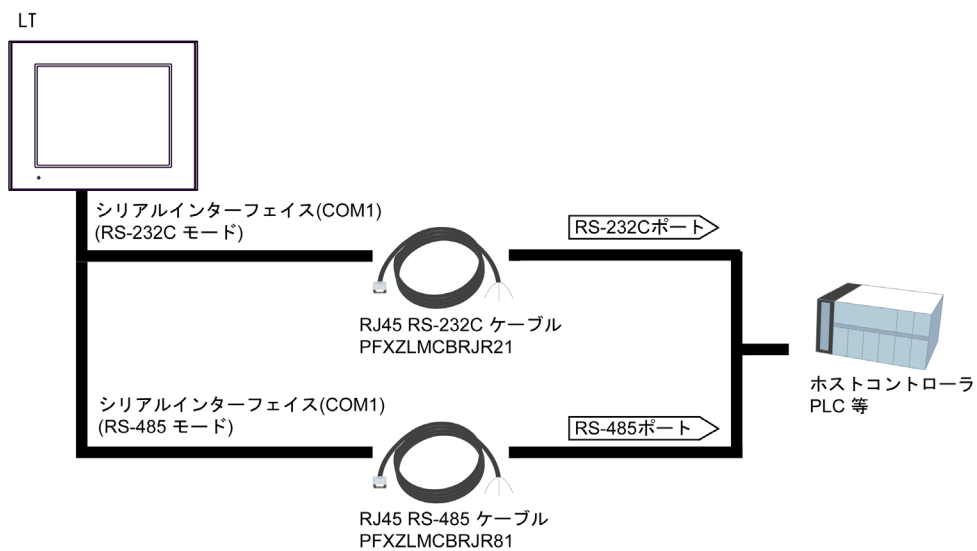 LT
シリアルインターフェイス(COM1)
(RS-232C モード)
RS-232Cポート
RJ45 RS-232C ケーブル
PFXZLMCBRJR21
ホストコントローラ
PLC 等
シリアルインターフェイス(COM1)
(RS-485 モード)
RS-485ポート
RJ45 RS-485 ケーブル
PFXZLMCBRJR81